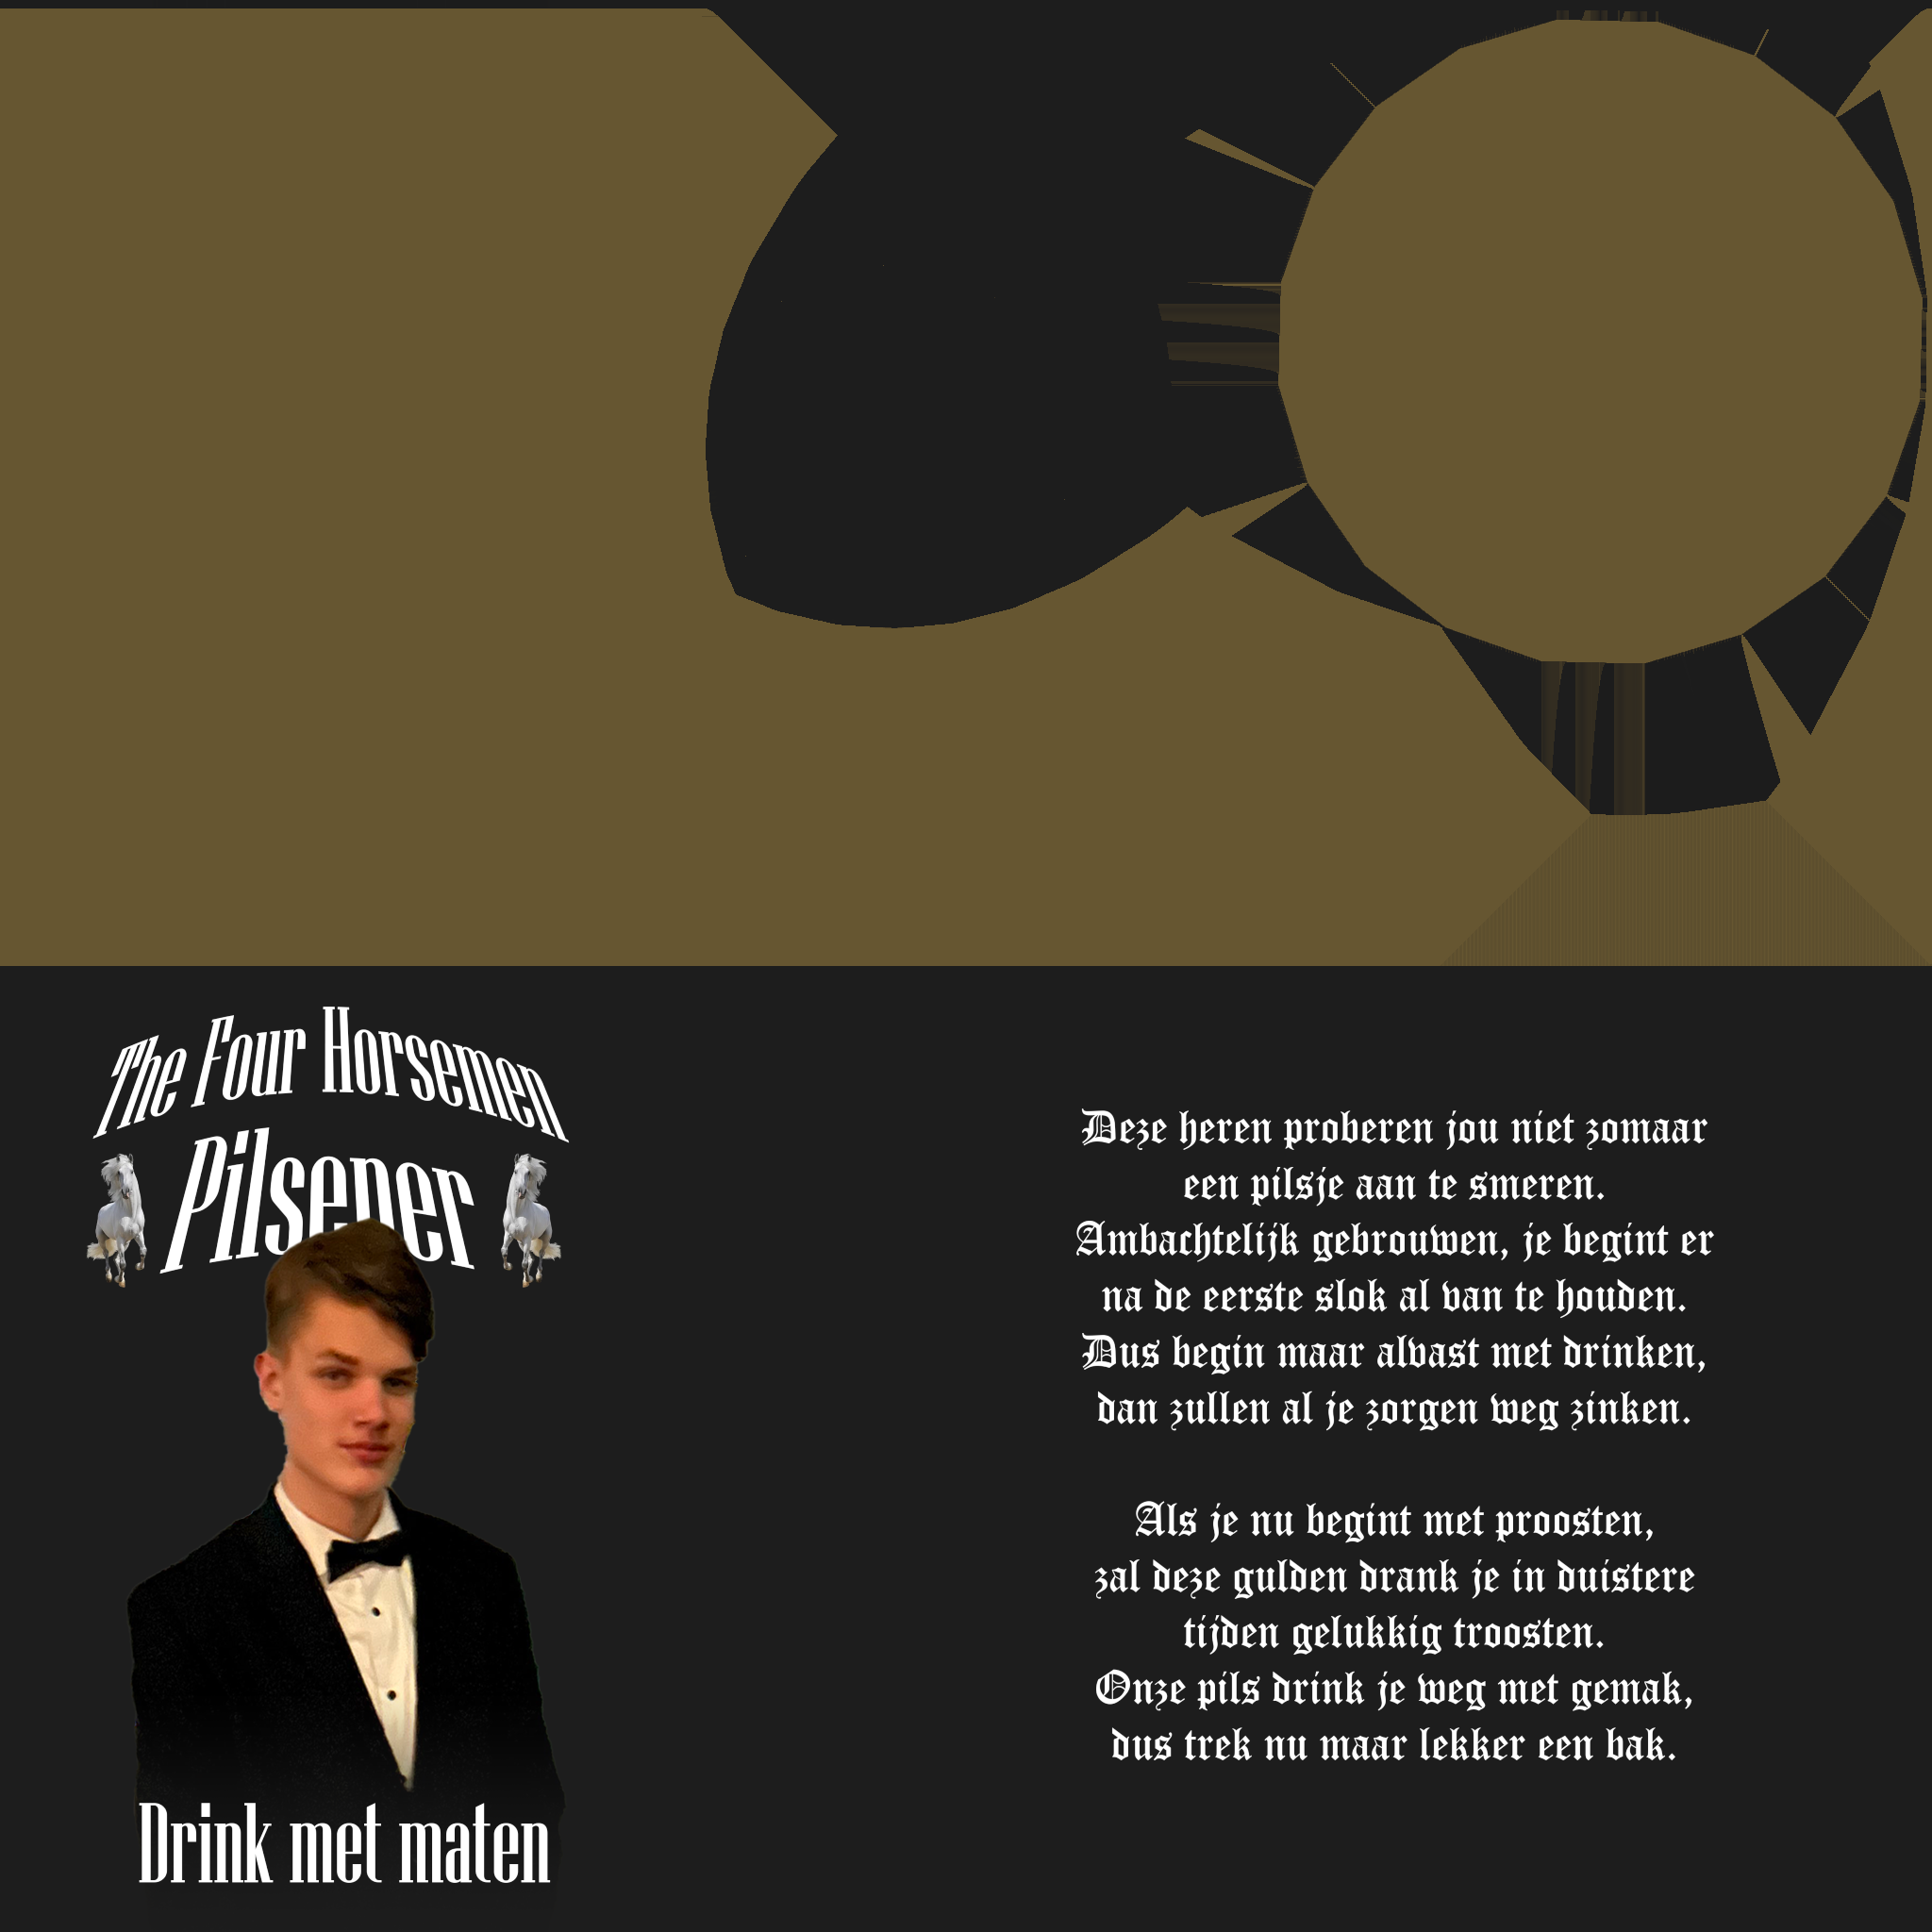 The Four Horsemen
Pilsener
Drink met maten
Deze heren proberen jou niet zomaar
een pilsje aan te smeren.
Ambachtelijk gebrouwen, je begint er
na de eerste slok al van te houden.
Dus begin maar alvast met drinken,
dan zullen al je zorgen weg zinken.
Als je nu begint met proosten,
zal deze gulden drank je in duistere
tijden gelukkig troosten.
Onze pils drink je weg met gemak,
dus trek nu maar lekker een bak.